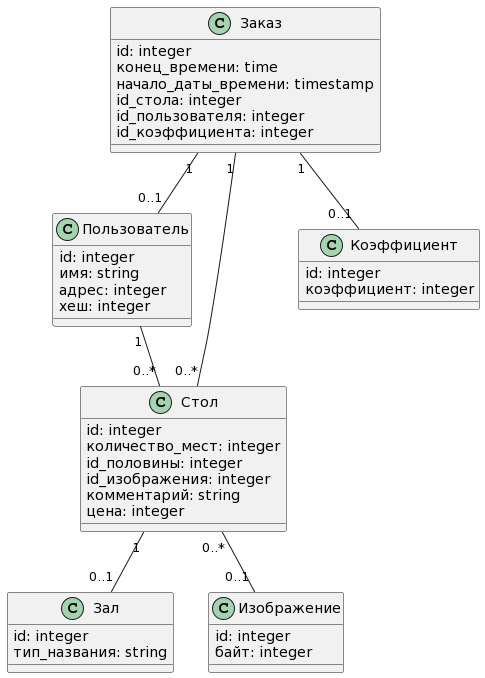 C Заказ
id: integer
конец_времени: time
начало_даты_времени: timestamp
id_стола: integer
id_пользователя: integer
id_коэффициента: integer
1
1
1
0..1
0..1
C Пользователь
id: integer
имя: string
адрес: integer
хеш: integer
C Коэффициент
id: integer
коэффициент: integer
1
0..*
0..*
C Стол
id: integer
количество_мест: integer
id_половины: integer
id_изображения: integer
комментарий: string
цена: integer
1
0..*
0..1
0..1
C Зал
id: integer
тип_названия: string
C Изображение
id: integer
байт: integer